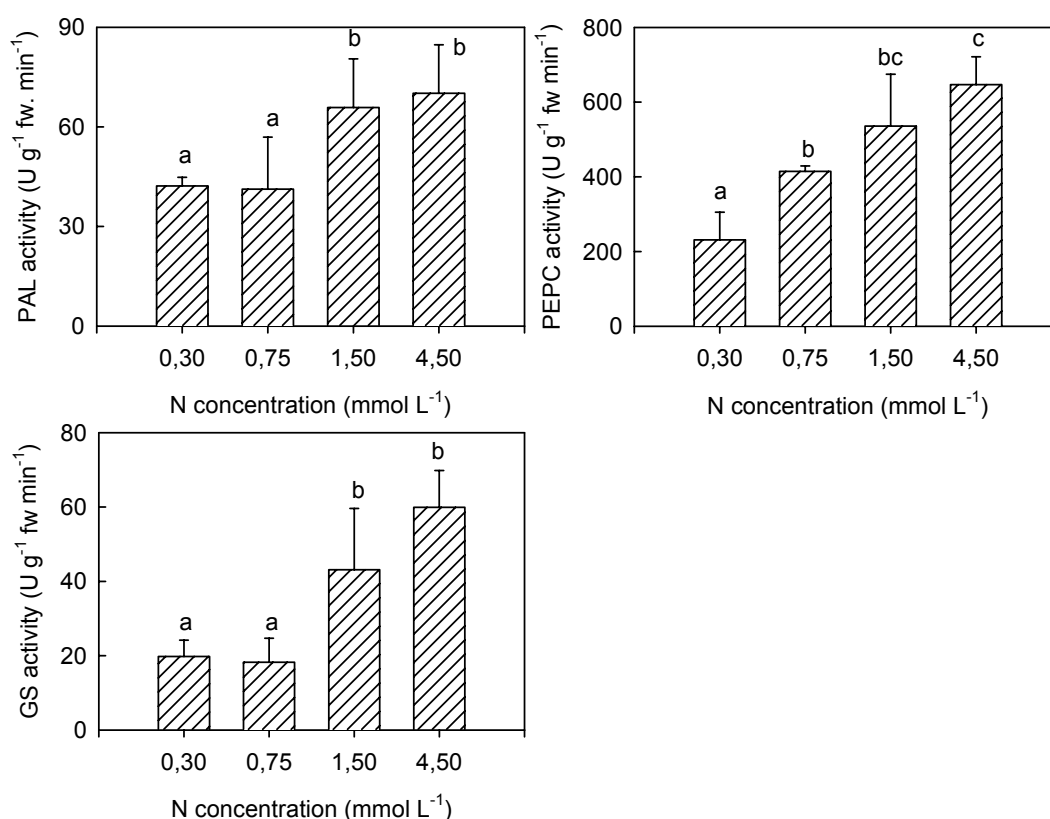 PAL activity (U g⁻¹ fw. min⁻¹)
90
60
30
0
a
a
b
b
0,30 0,75 1,50 4,50
N concentration (mmol L⁻¹)
PEPC activity (U g⁻¹ fw min⁻¹)
800
600
400
200
0
a
b
bc
c
0,30 0,75 1,50 4,50
N concentration (mmol L⁻¹)
GS activity (U g⁻¹ fw min⁻¹)
80
60
40
20
0
a
a
b
b
0,30 0,75 1,50 4,50
N concentration (mmol L⁻¹)